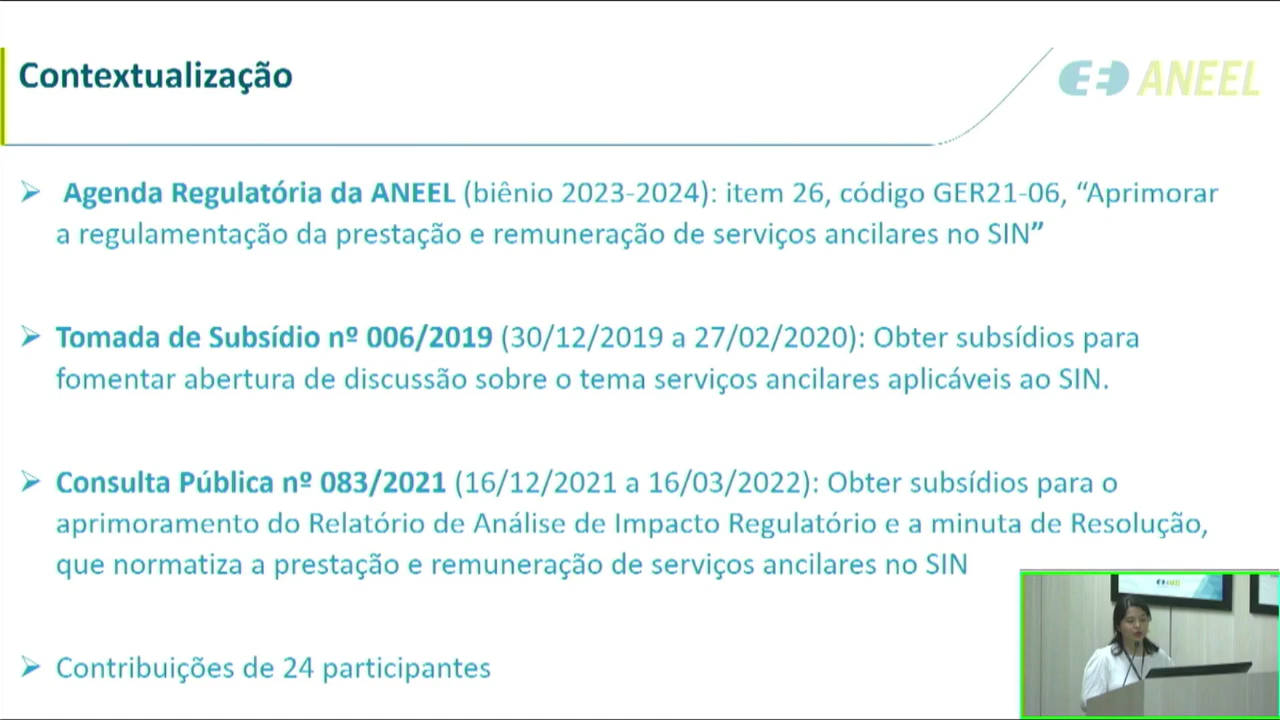 Contextualização
ANEEL
➢ Agenda Regulatória da ANEEL (biênio 2023-2024): item 26, código GER21-06, “Aprimorar
a regulamentação da prestação e remuneração de serviços ancilares no SIN”
➢ Tomada de Subsídio nº 006/2019 (30/12/2019 a 27/02/2020): Obter subsídios para
fomentar abertura de discussão sobre o tema serviços ancilares aplicáveis ao SIN.
➢ Consulta Pública nº 083/2021 (16/12/2021 a 16/03/2022): Obter subsídios para o
aprimoramento do Relatório de Análise de Impacto Regulatório e a minuta de Resolução,
que normatiza a prestação e remuneração de serviços ancilares no SIN
➢ Contribuições de 24 participantes
ANEEL